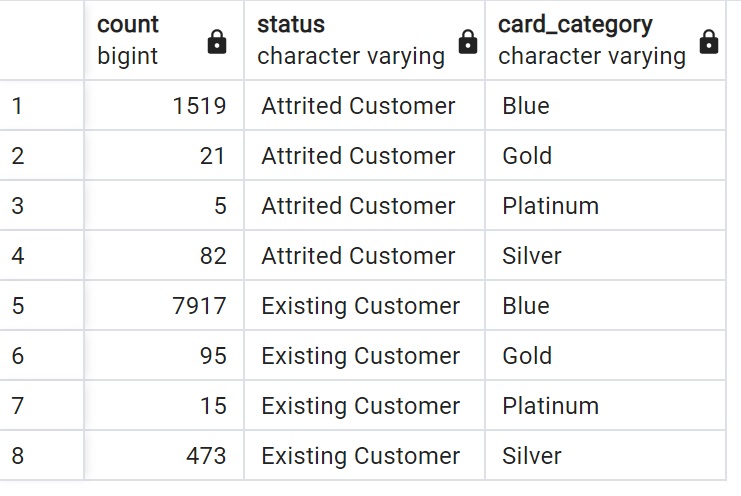 count status card_category
bigint character varying character varying
1 1519 Attrited Customer Blue
2 21 Attrited Customer Gold
3 5 Attrited Customer Platinum
4 82 Attrited Customer Silver
5 7917 Existing Customer Blue
6 95 Existing Customer Gold
7 15 Existing Customer Platinum
8 473 Existing Customer Silver